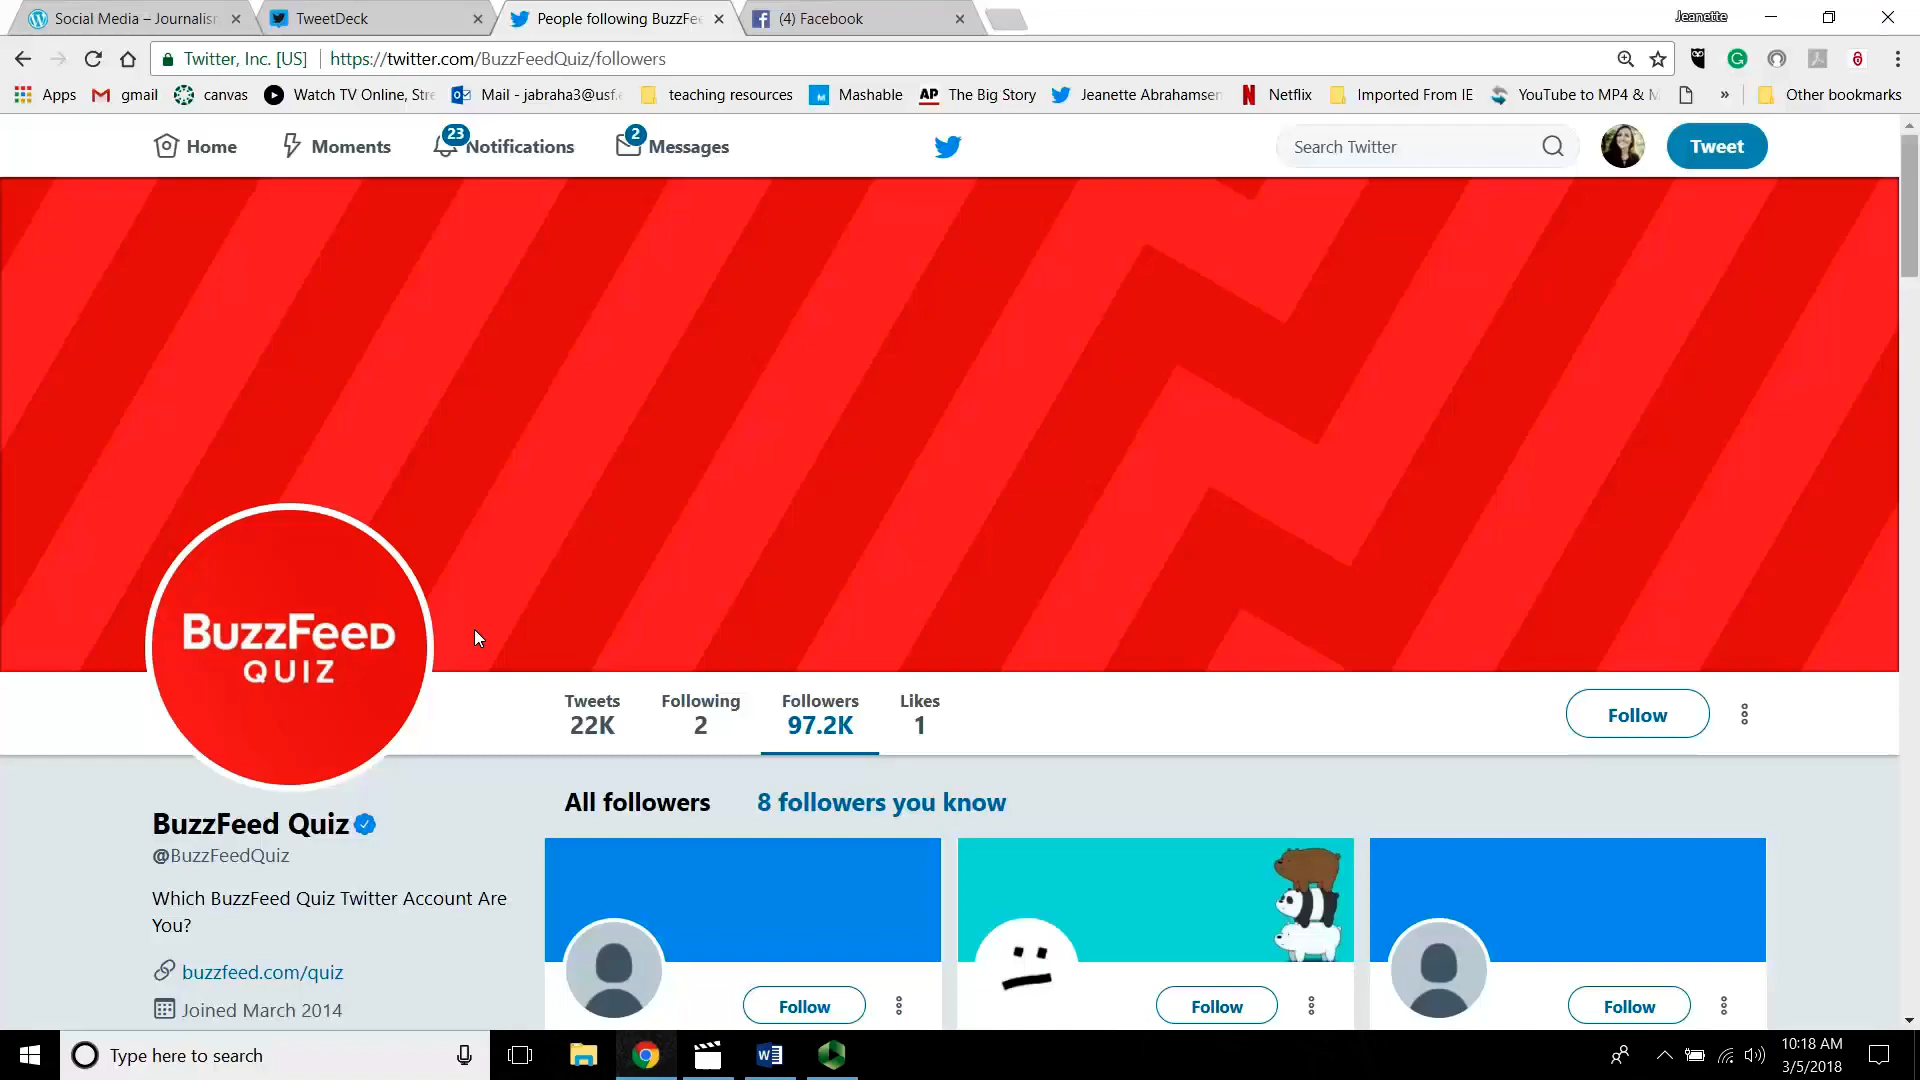 Social Media – Journalism
TweetDeck
People following BuzzFee
(4) Facebook
Jeanette
Twitter, Inc. [US]
https://twitter.com/BuzzFeedQuiz/followers
Apps
gmail
canvas
Watch TV Online, Stre
Mail - jabraha3@usf.e
teaching resources
Mashable
AP
The Big Story
Jeanette Abrahamsen
Netflix
Imported From IE
YouTube to MP4 & M
»
Other bookmarks
Home
Moments
23
Notifications
2
Messages
Search Twitter
Tweet
BuzzFeed
QUIZ
Tweets
22K
Following
2
Followers
97.2K
Likes
1
Follow
BuzzFeed Quiz
@BuzzFeedQuiz
Which BuzzFeed Quiz Twitter Account Are
You?
buzzfeed.com/quiz
Joined March 2014
All followers
8 followers you know
Follow
Follow
Follow
Type here to search
10:18 AM
3/5/2018